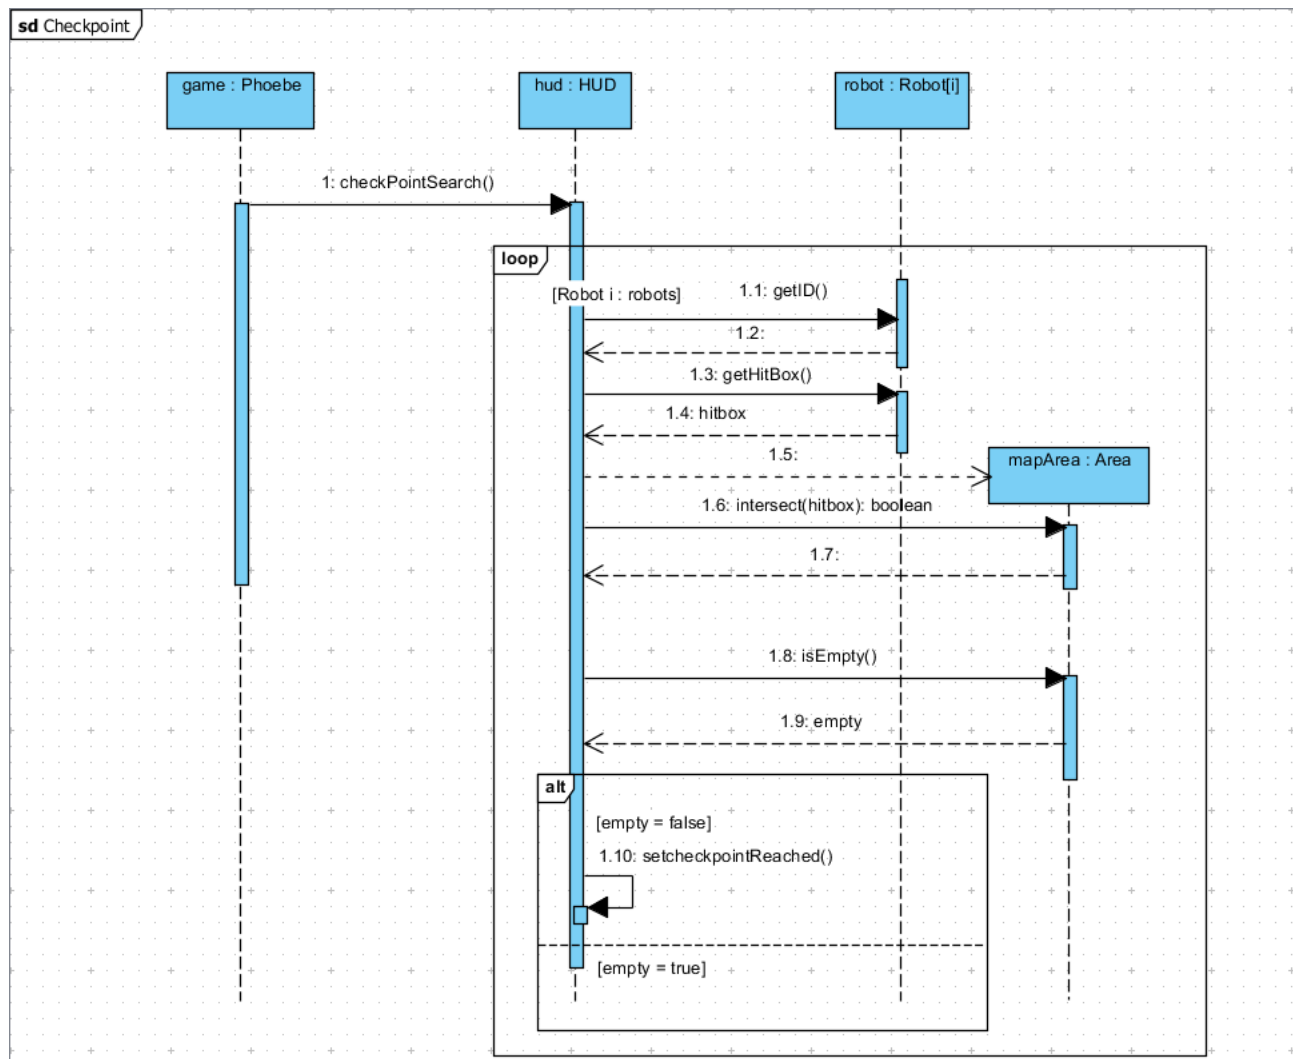 sd Checkpoint
game : Phoebe
hud : HUD
robot : Robot[i]
1: checkPointSearch()
loop
[Robot i : robots]
1.1: getID()
1.2:
1.3: getHitBox()
1.4: hitbox
1.5:
mapArea : Area
1.6: intersect(hitbox): boolean
1.7:
1.8: isEmpty()
1.9: empty
alt
[empty = false]
1.10: setcheckpointReached()
[empty = true]